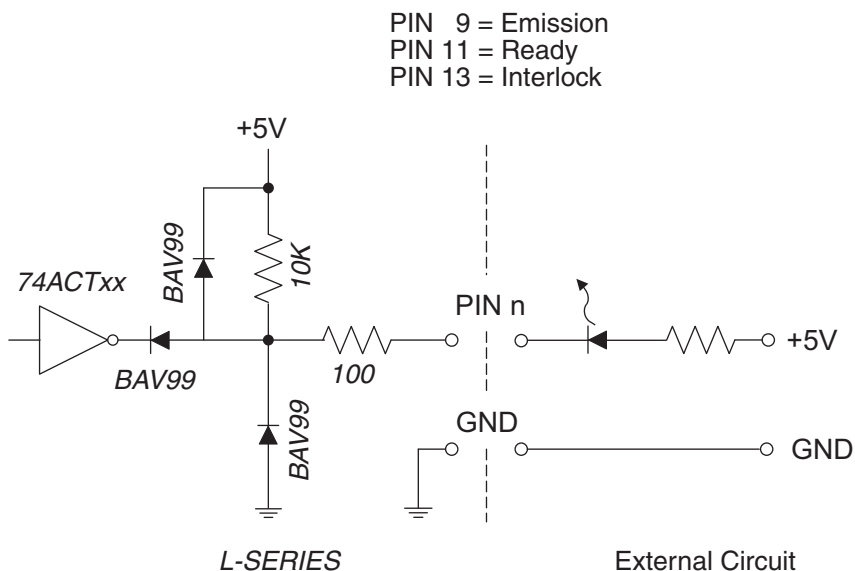 PIN 9 = Emission
PIN 11 = Ready
PIN 13 = Interlock
+5V
BAV99
10K
74ACTxx
BAV99
100
BAV99
PIN n
+5V
GND
GND
L-SERIES
External Circuit